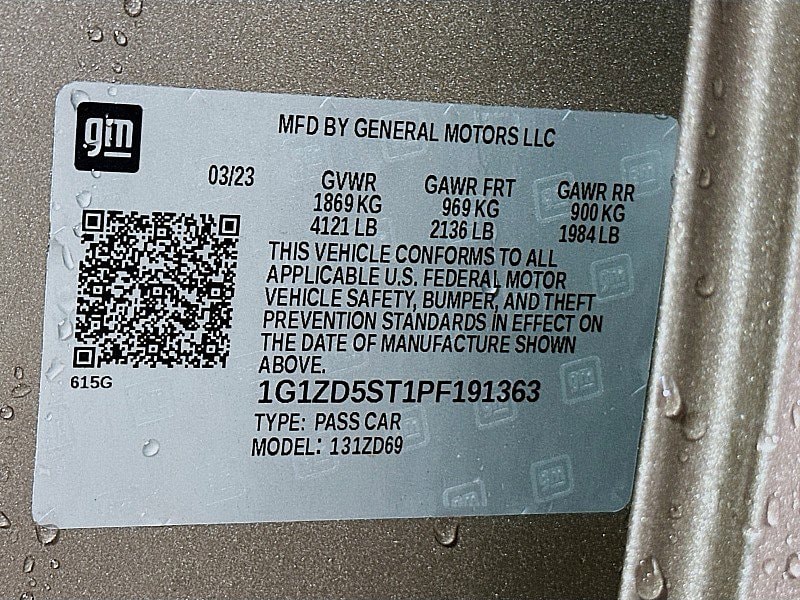 gm
MFD BY GENERAL MOTORS LLC
03/23 GVWR GAWR FRT GAWR RR
1869 KG 969 KG 900 KG
4121 LB 2136 LB 1984 LB
THIS VEHICLE CONFORMS TO ALL
APPLICABLE U.S. FEDERAL MOTOR
VEHICLE SAFETY, BUMPER, AND THEFT
PREVENTION STANDARDS IN EFFECT ON
THE DATE OF MANUFACTURE SHOWN
ABOVE.
615G
1G1ZD5ST1PF191363
TYPE: PASS CAR
MODEL: 131ZD69